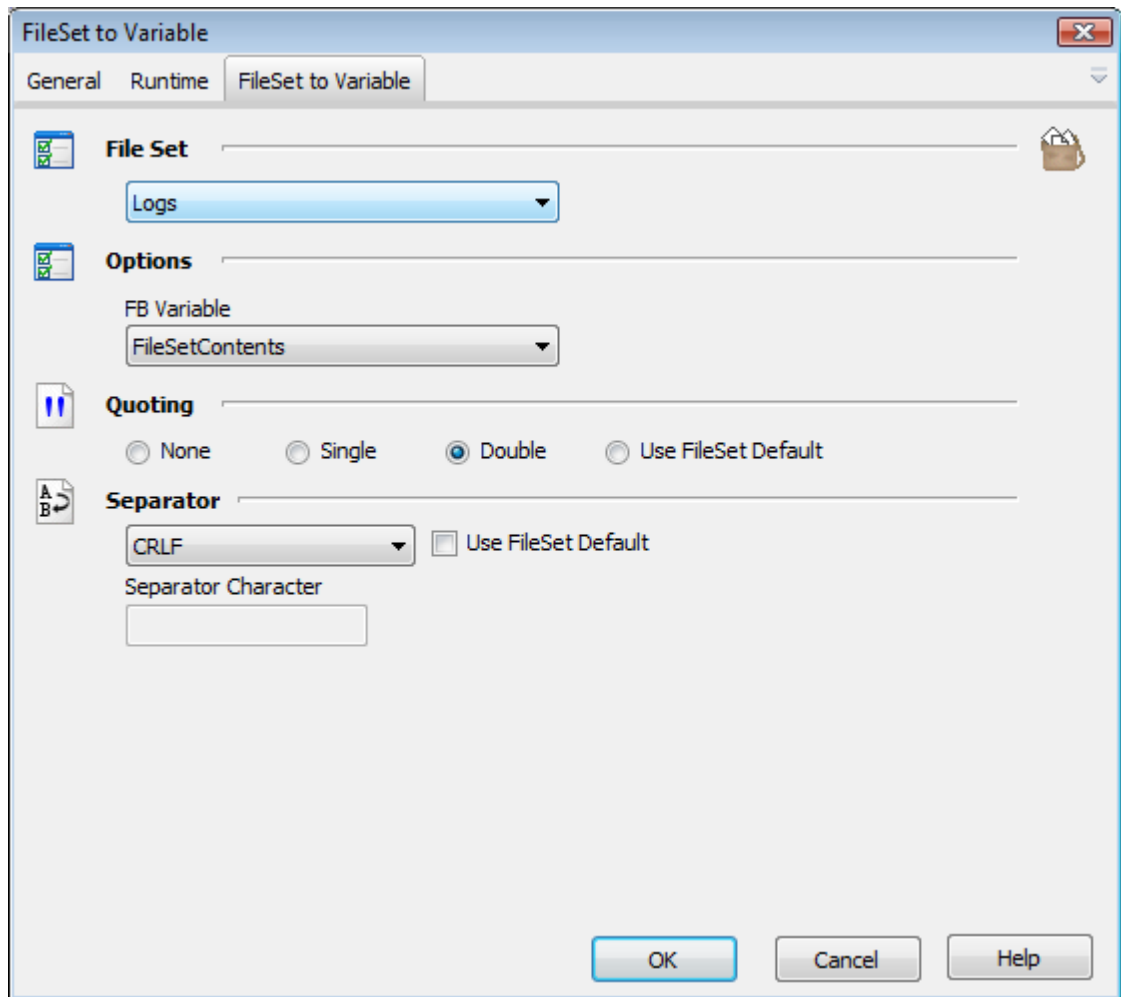 FileSet to Variable
General Runtime FileSet to Variable
File Set
Logs
Options
FB Variable
FileSetContents
Quoting
None Single Double Use FileSet Default
Separator
CRLF Use FileSet Default
Separator Character
OK Cancel Help